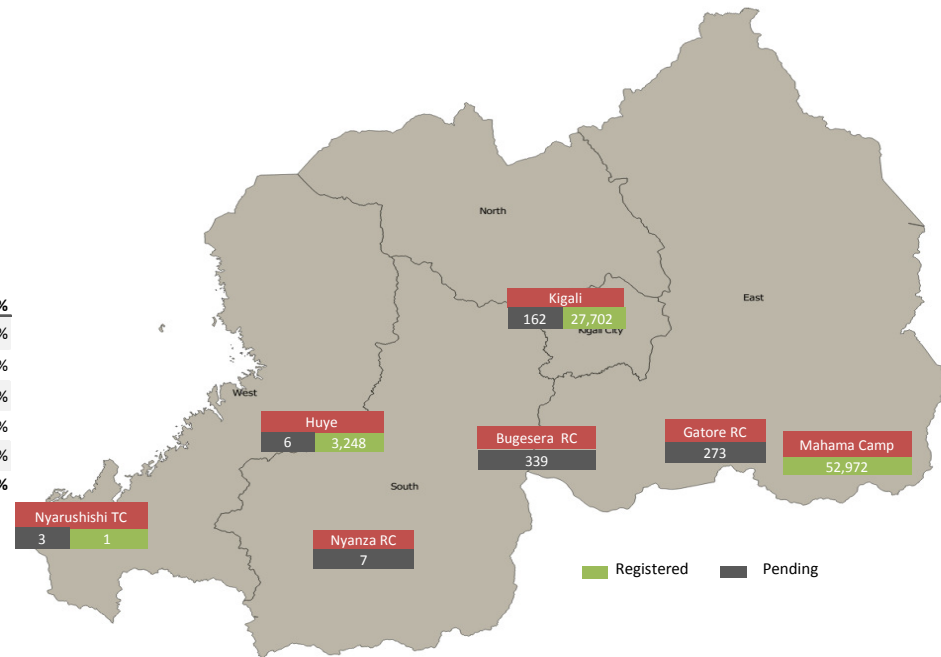 North
East
Kigali
162 27,702
Kigali City
%
%
%
%
%
%
%
West
Huye
6 3,248
Bugesera RC
339
Gatore RC
273
Mahama Camp
52,972
South
Nyarushishi TC
3 1
Nyanza RC
7
Registered Pending